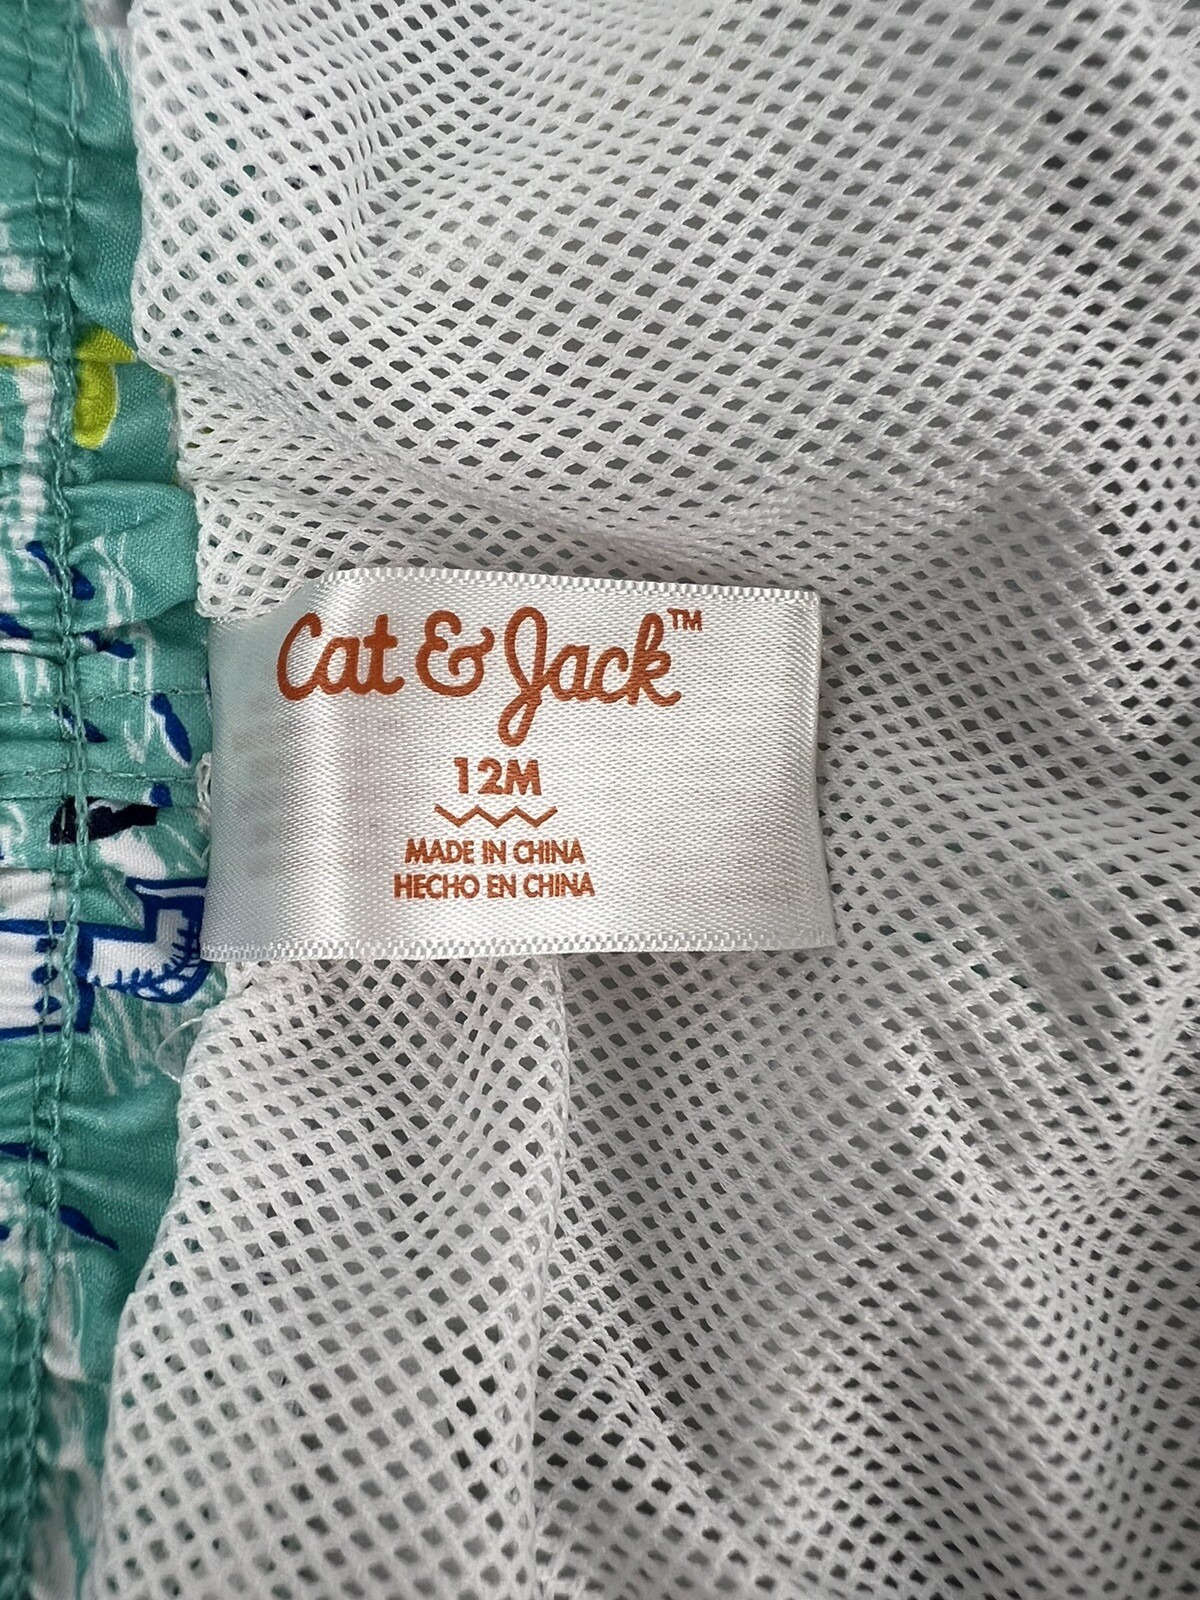 Cat & Jack™
12M
MADE IN CHINA
HECHO EN CHINA